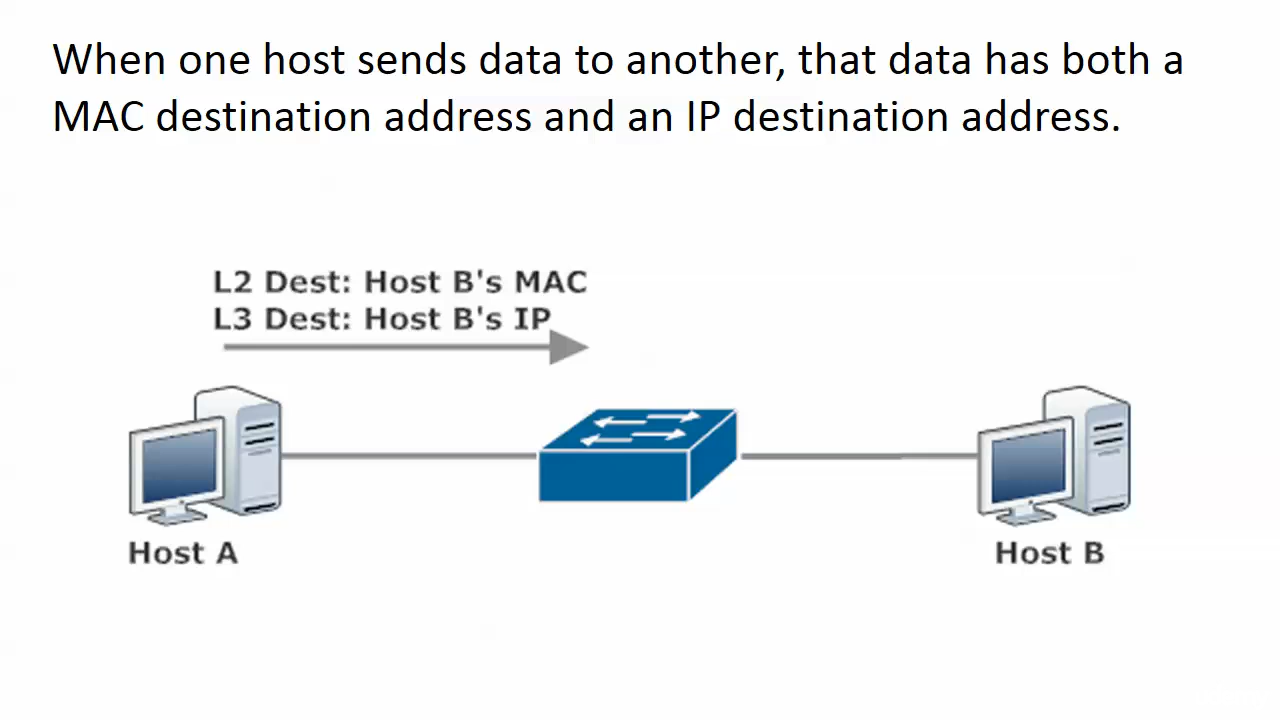 When one host sends data to another, that data has both a
MAC destination address and an IP destination address.
L2 Dest: Host B's MAC
L3 Dest: Host B's IP
Host A
Host B